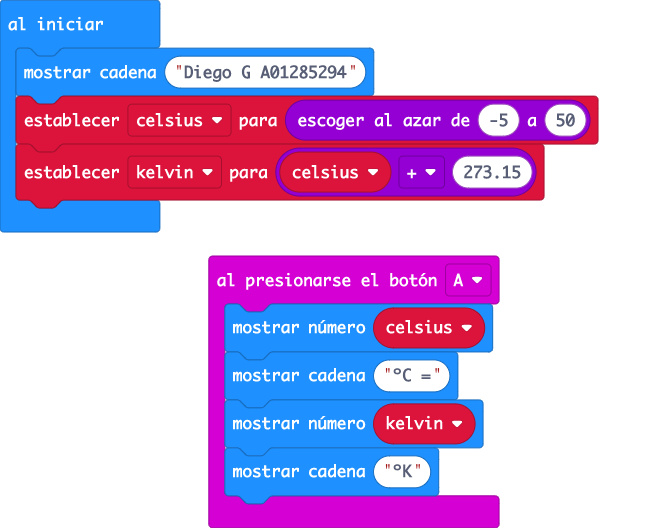 al iniciar
mostrar cadena "Diego G A01285294"
establecer celsius para escoger al azar de -5 a 50
establecer kelvin para celsius + 273.15
al presionarse el botón A
mostrar número celsius
mostrar cadena "°C ="
mostrar número kelvin
mostrar cadena "°K"